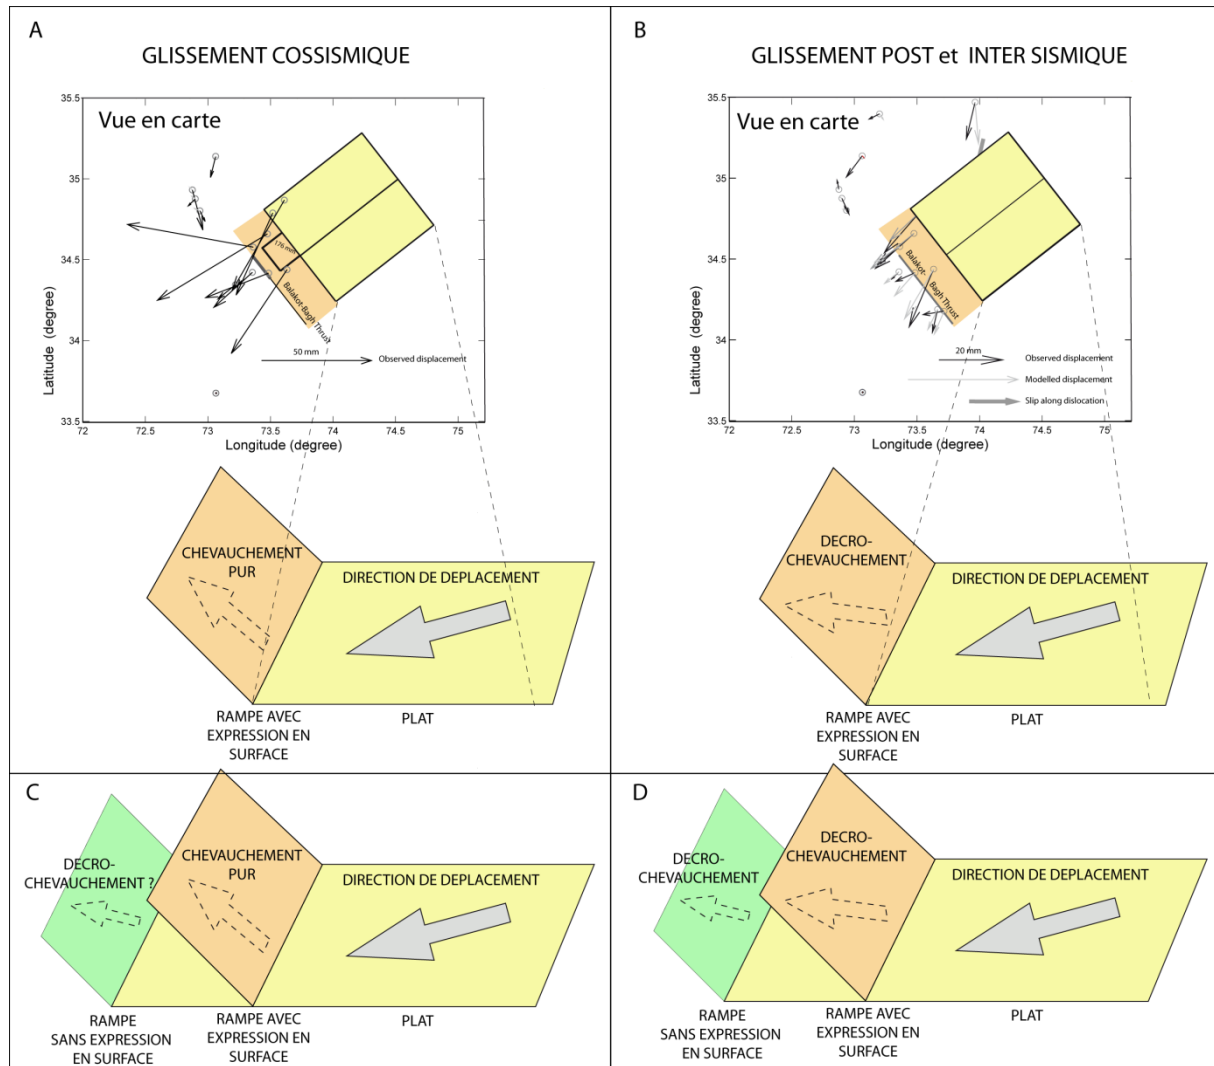 A
GLISSEMENT COSSISMIQUE
35.5
Vue en carte
35
34.5
34
33.5
Latitude (degree)
176 mm
Balakot-Bagh Thrust
50 mm
Observed displacement
72
73
73.5
74
74.5
75
Longitude (degree)
CHEVAUCHEMENT
PUR
DIRECTION DE DEPLACEMENT
RAMPE AVEC
EXPRESSION EN
SURFACE
PLAT
B
GLISSEMENT POST et INTER SISMIQUE
35.5
Vue en carte
35
34.5
34
33.5
Latitude (degree)
Balakot-
Bagh Thrust
20 mm
Observed displacement
Modelled displacement
Slip along dislocation
72
73
73.5
74
74.5
75
Longitude (degree)
DECRO-
CHEVAUCHEMENT
DIRECTION DE DEPLACEMENT
RAMPE AVEC
EXPRESSION EN
SURFACE
PLAT
C
DECRO-
CHEVAUCHEMENT ?
CHEVAUCHEMENT
PUR
DIRECTION DE DEPLACEMENT
RAMPE
SANS EXPRESSION
EN SURFACE
RAMPE AVEC
EXPRESSION EN
SURFACE
PLAT
D
DECRO-
CHEVAUCHEMENT
DECRO-
CHEVAUCHEMENT
DIRECTION DE DEPLACEMENT
RAMPE
SANS EXPRESSION
EN SURFACE
RAMPE AVEC
EXPRESSION EN
SURFACE
PLAT